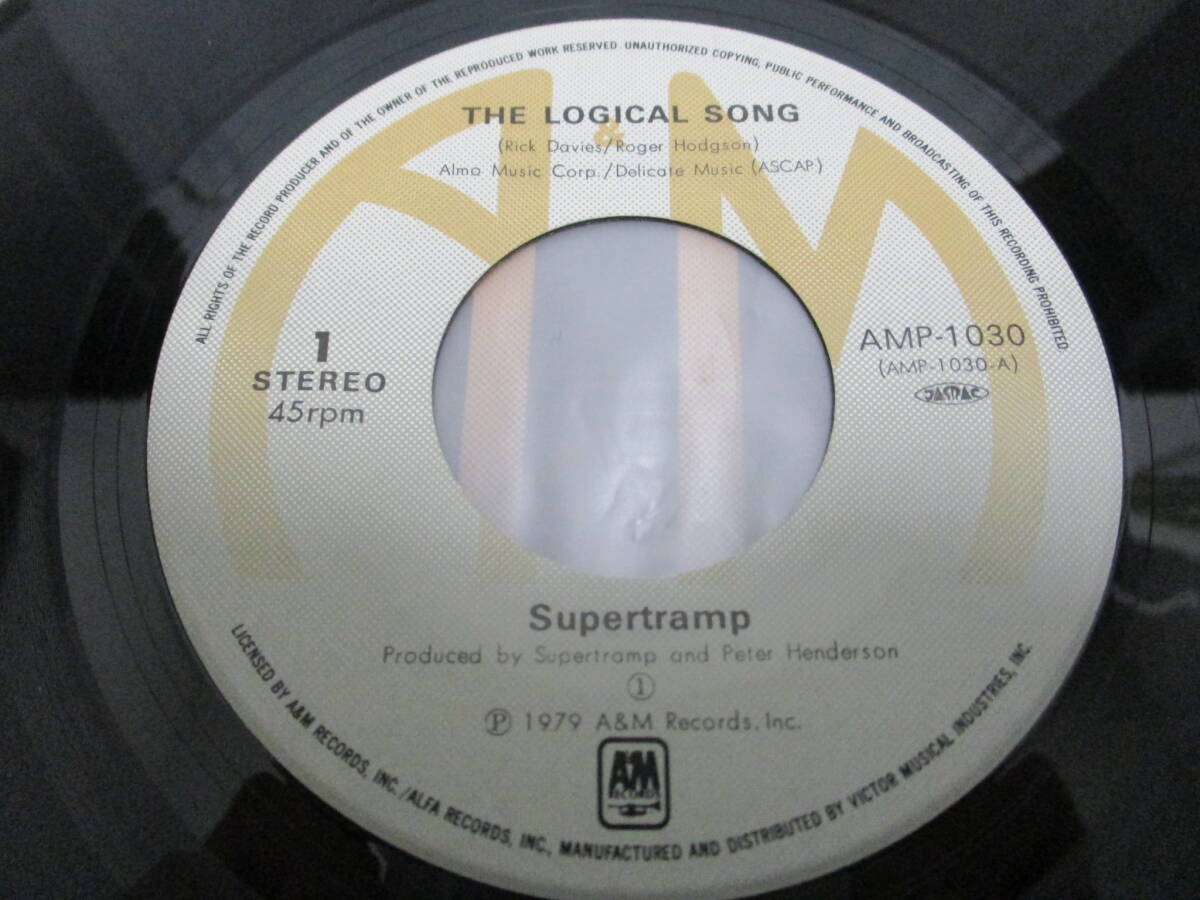 ALL RIGHTS OF THE RECORD PRODUCER AND OF THE OWNER OF THE REPRODUCED WORK RESERVED. UNAUTHORIZED COPYING, PUBLIC PERFORMANCE AND BROADCASTING OF THIS RECORDING PROHIBITED
THE LOGICAL SONG
(Rick Davies/Roger Hodgson)
Almo Music Corp./Delicate Music (ASCAP)
1
STEREO
45rpm
AMP-1030
(AMP-1030-A)
JASRAC
Supertramp
Produced by Supertramp and Peter Henderson
①
Ⓟ 1979 A&M Records, Inc.
A&M
RECORDS
LICENSED BY A&M RECORDS, INC./ALFA RECORDS, INC., MANUFACTURED AND DISTRIBUTED BY VICTOR MUSICAL INDUSTRIES, INC.